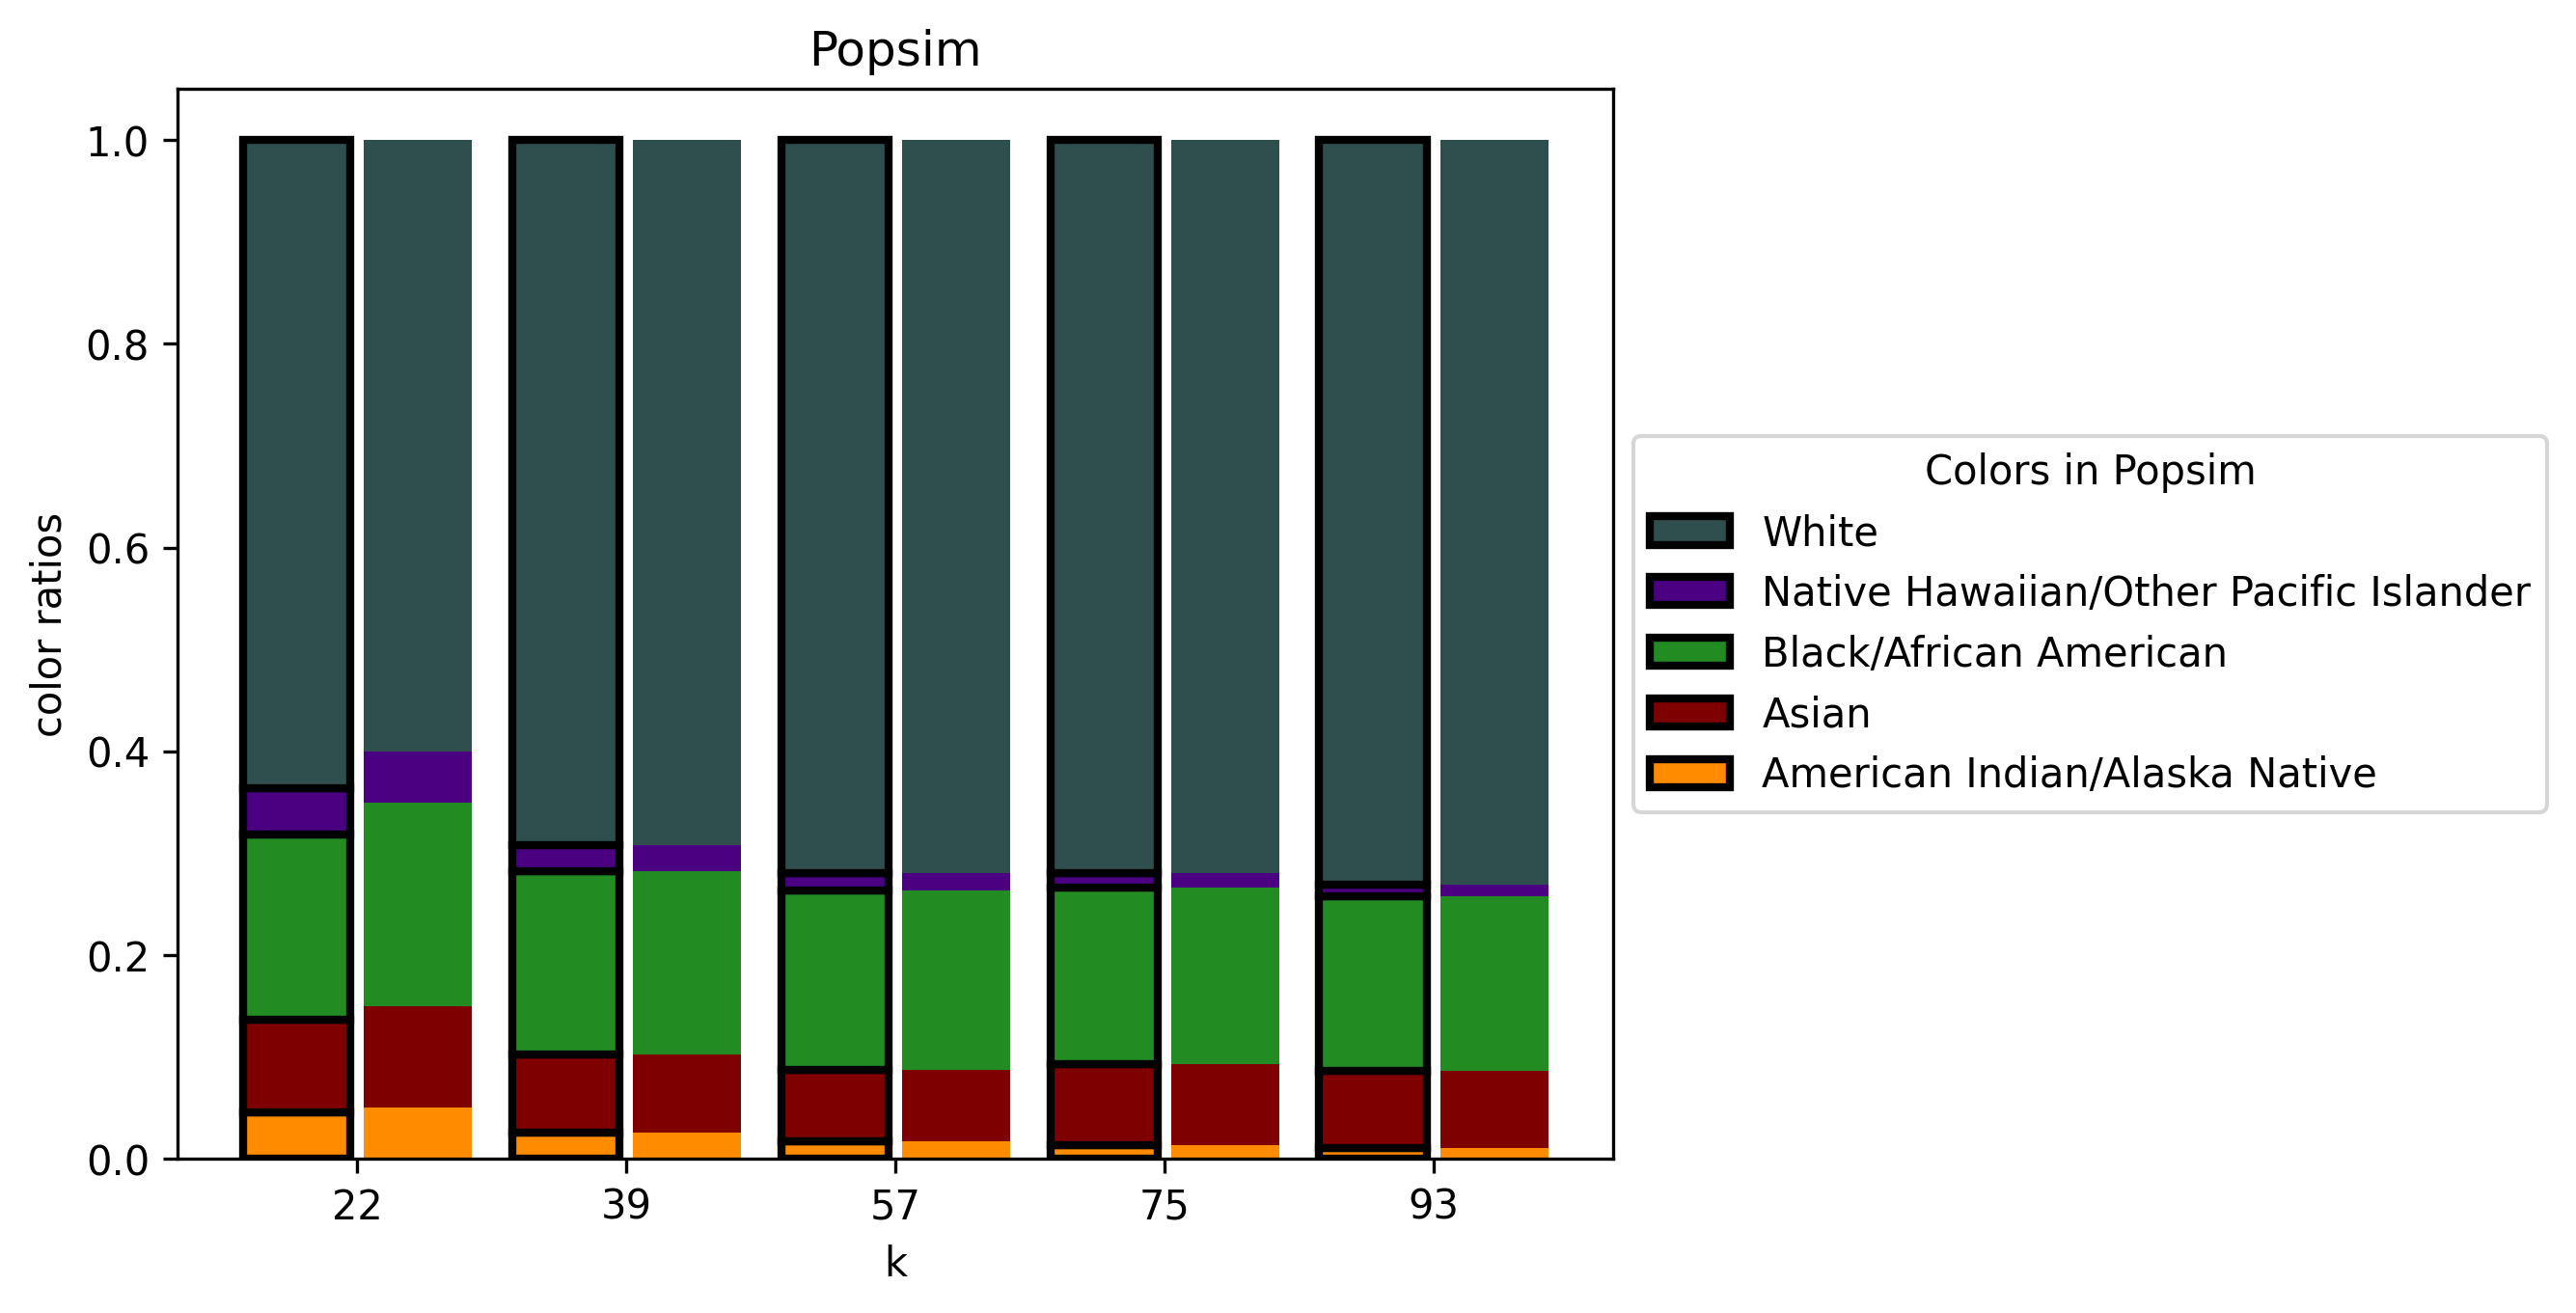 Popsim
1.0
0.8
0.6
0.4
0.2
0.0
color ratios
22 39 57 75 93
k
Colors in Popsim
White
Native Hawaiian/Other Pacific Islander
Black/African American
Asian
American Indian/Alaska Native